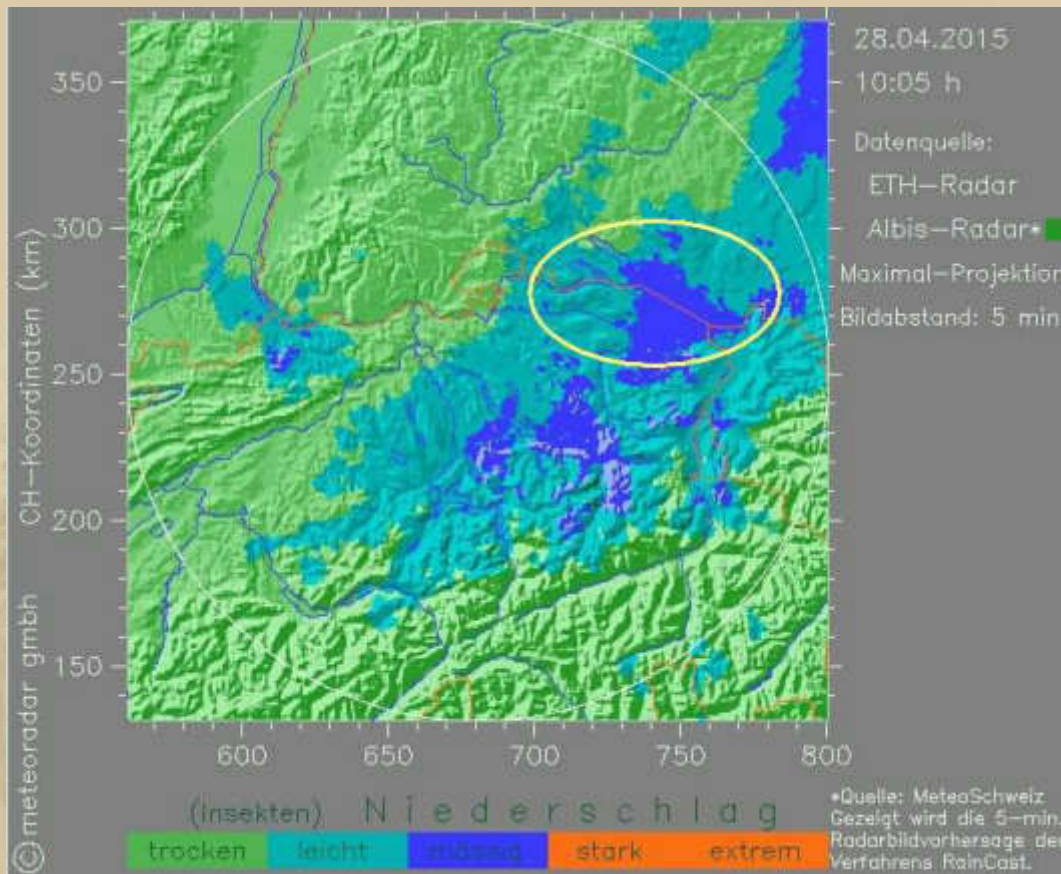 28.04.2015
10:05 h
Datenquelle:
ETH-Radar
Albis-Radar*
Maximal-Projektion
Bildabstand: 5 min
350
300
250
200
150
CH-Koordinaten (km)
© meteoradar gmbh
600
650
700
750
800
(Insekten) Niederschlag
trocken leicht mässig stark extrem
*Quelle: MeteoSchweiz
Gezeigt wird die 5-min.
Radarbildvorhersage des
Verfahrens RainCast.